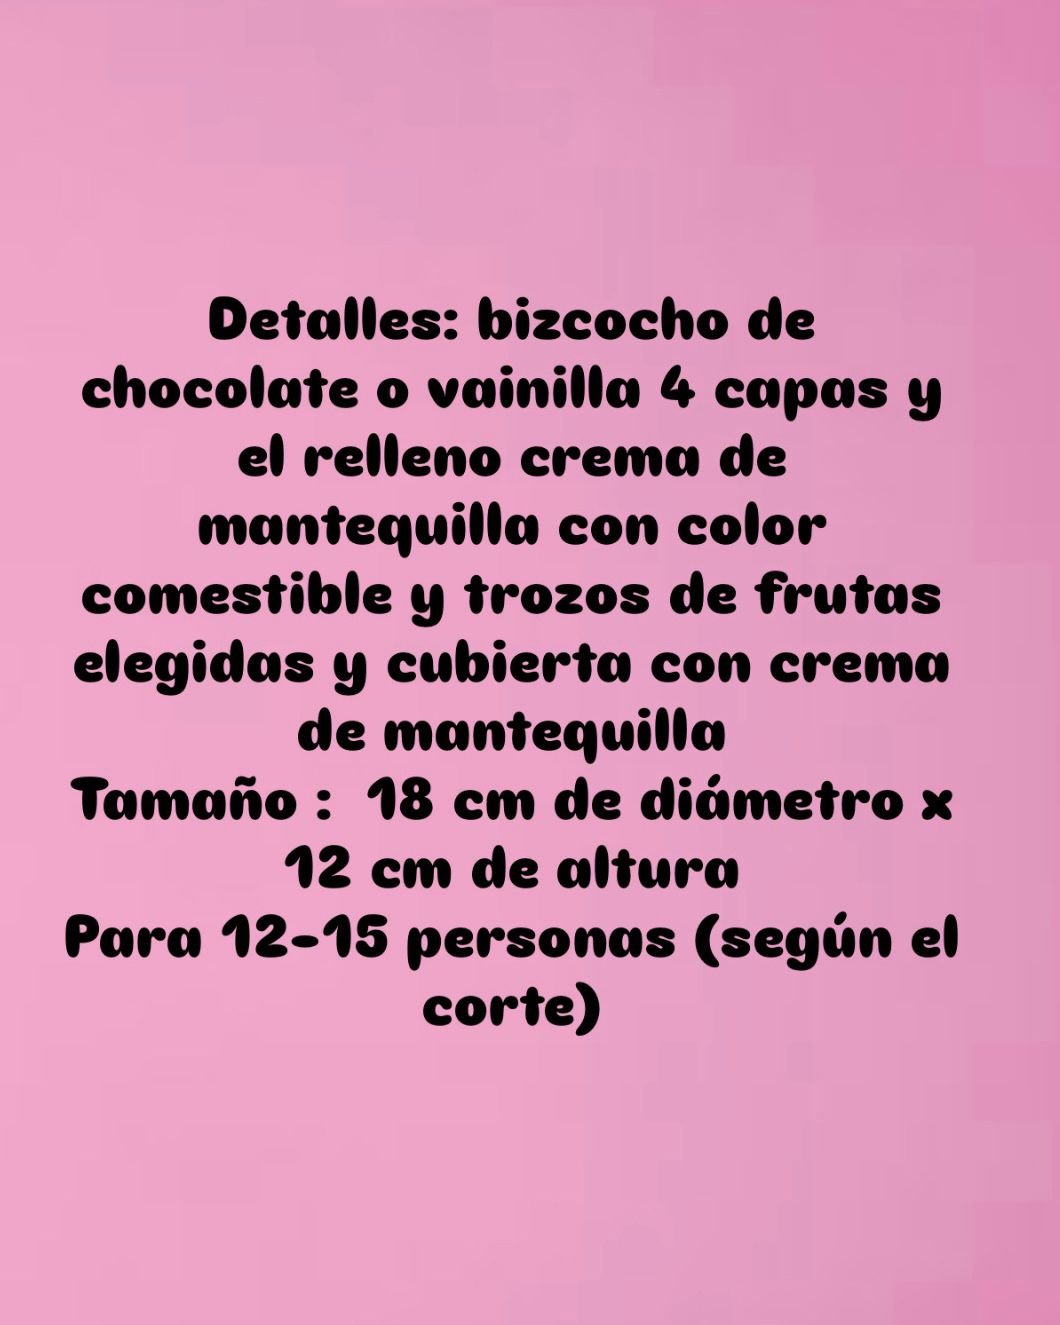 Detalles: bizcocho de
chocolate o vainilla 4 capas y
el relleno crema de
mantequilla con color
comestible y trozos de frutas
elegidas y cubierta con crema
de mantequilla
Tamaño :  18 cm de diámetro x
12 cm de altura
Para 12-15 personas (según el
corte)